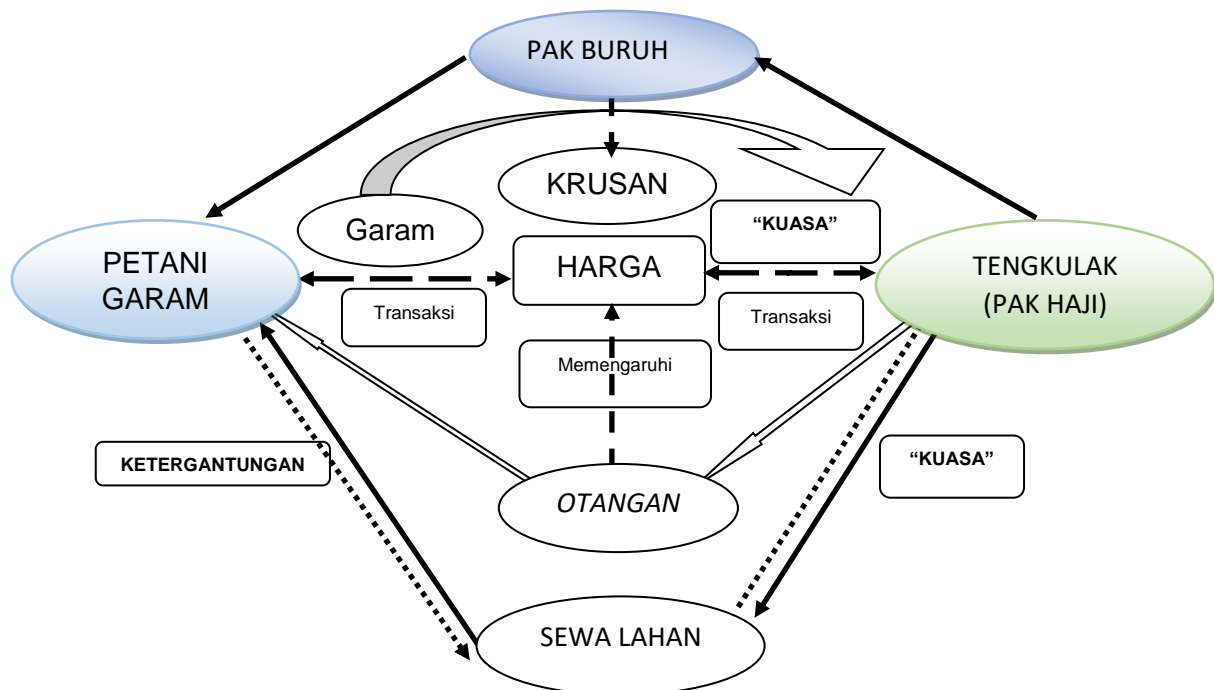 PAK BURUH
KRUSAN
Garam
“KUASA”
PETANI
GARAM
HARGA
TENGKULAK
(PAK HAJI)
Transaksi
Transaksi
Memengaruhi
KETERGANTUNGAN
“KUASA”
OTANGAN
SEWA LAHAN